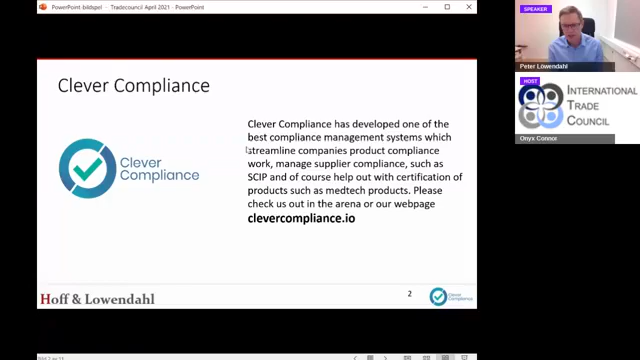 PowerPoint-bildspel - Tradecouncil April 2021 - PowerPoint
SPEAKER
Peter Löwendahl
HOST
INTERNATIONAL
TRADE
COUNCIL
Onyx Connor
Clever Compliance
Clever
Compliance
Clever Compliance has developed one of the
best compliance management systems which
streamline companies product compliance
work, manage supplier compliance, such as
SCIP and of course help out with certification of
products such as medtech products. Please
check us out in the arena or our webpage
clevercompliance.io
Hoff & Lowendahl
2
Clever
Compliance